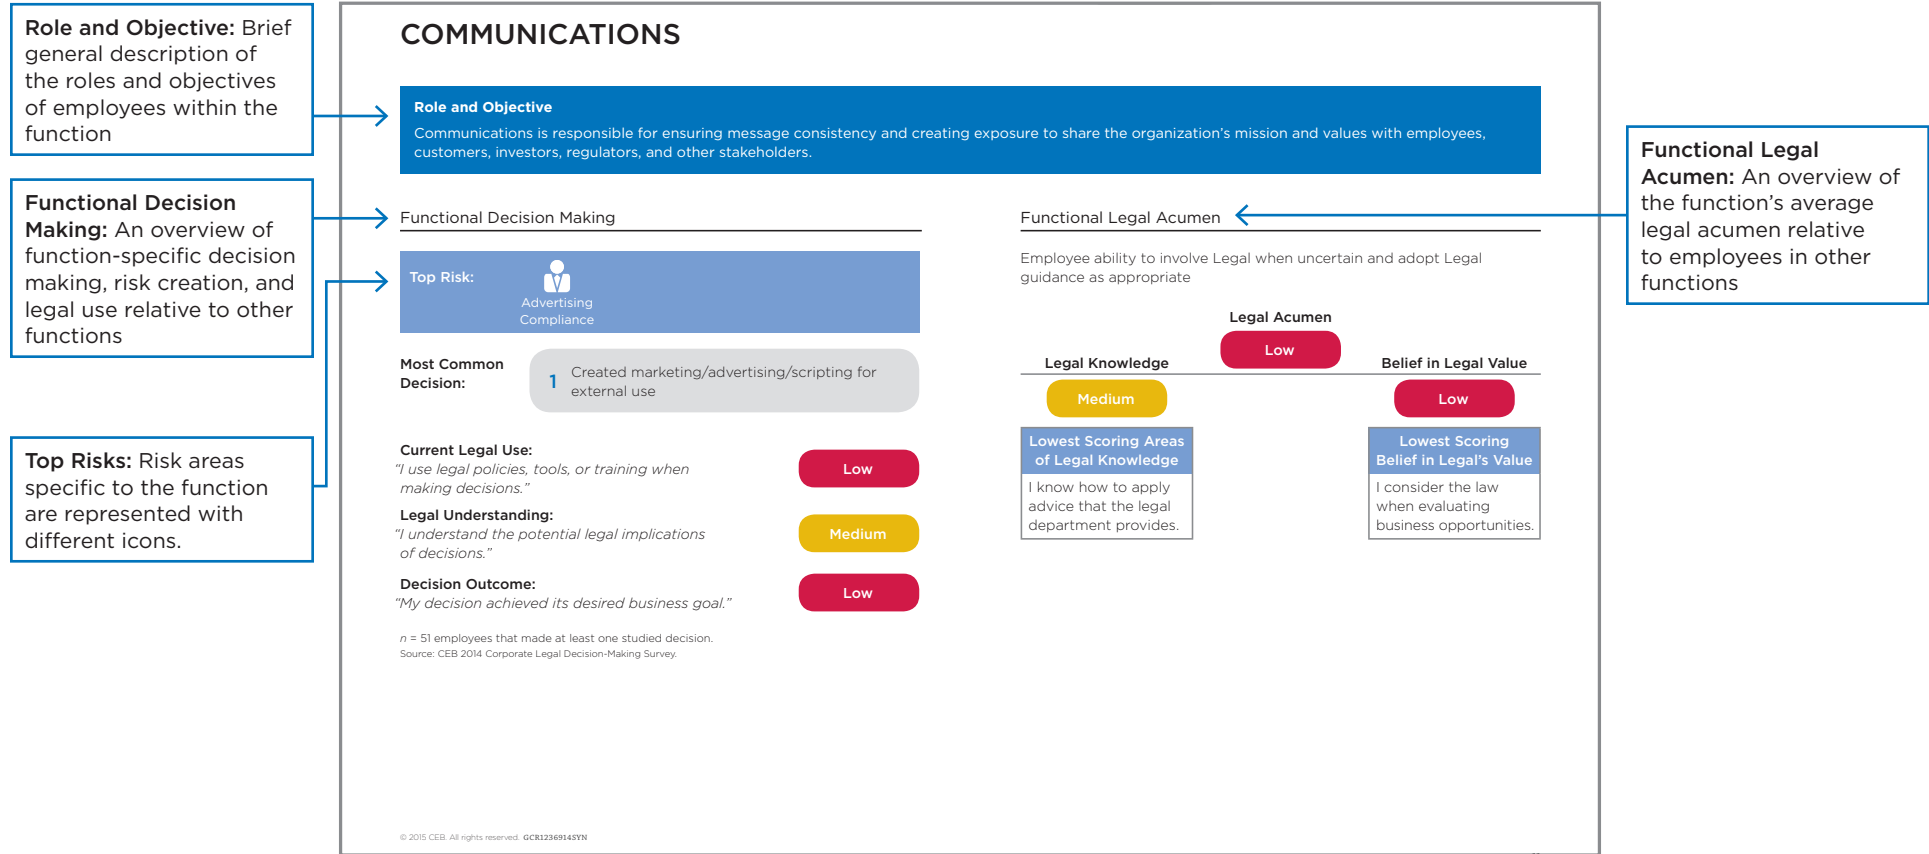 Role and Objective: Brief
general description of
the roles and objectives
of employees within the
function
Functional Decision
Making: An overview of
function-specific decision
making, risk creation, and
legal use relative to other
functions
Top Risks: Risk areas
specific to the function
are represented with
different icons.
COMMUNICATIONS
Role and Objective
Communications is responsible for ensuring message consistency and creating exposure to share the organization’s mission and values with employees,
customers, investors, regulators, and other stakeholders.
Functional Decision Making
Top Risk:
Advertising
Compliance
Most Common
Decision:
1 Created marketing/advertising/scripting for
external use
Current Legal Use:
“I use legal policies, tools, or training when
making decisions.”
Low
Legal Understanding:
“I understand the potential legal implications
of decisions.”
Medium
Decision Outcome:
“My decision achieved its desired business goal.”
Low
n = 51 employees that made at least one studied decision.
Source: CEB 2014 Corporate Legal Decision-Making Survey.
Functional Legal Acumen
Employee ability to involve Legal when uncertain and adopt Legal
guidance as appropriate
Legal Acumen
Low
Legal Knowledge
Medium
Lowest Scoring Areas
of Legal Knowledge
I know how to apply
advice that the legal
department provides.
Belief in Legal Value
Low
Lowest Scoring
Belief in Legal’s Value
I consider the law
when evaluating
business opportunities.
© 2015 CEB. All rights reserved. GCR1236914SYN
Functional Legal
Acumen: An overview of
the function’s average
legal acumen relative
to employees in other
functions